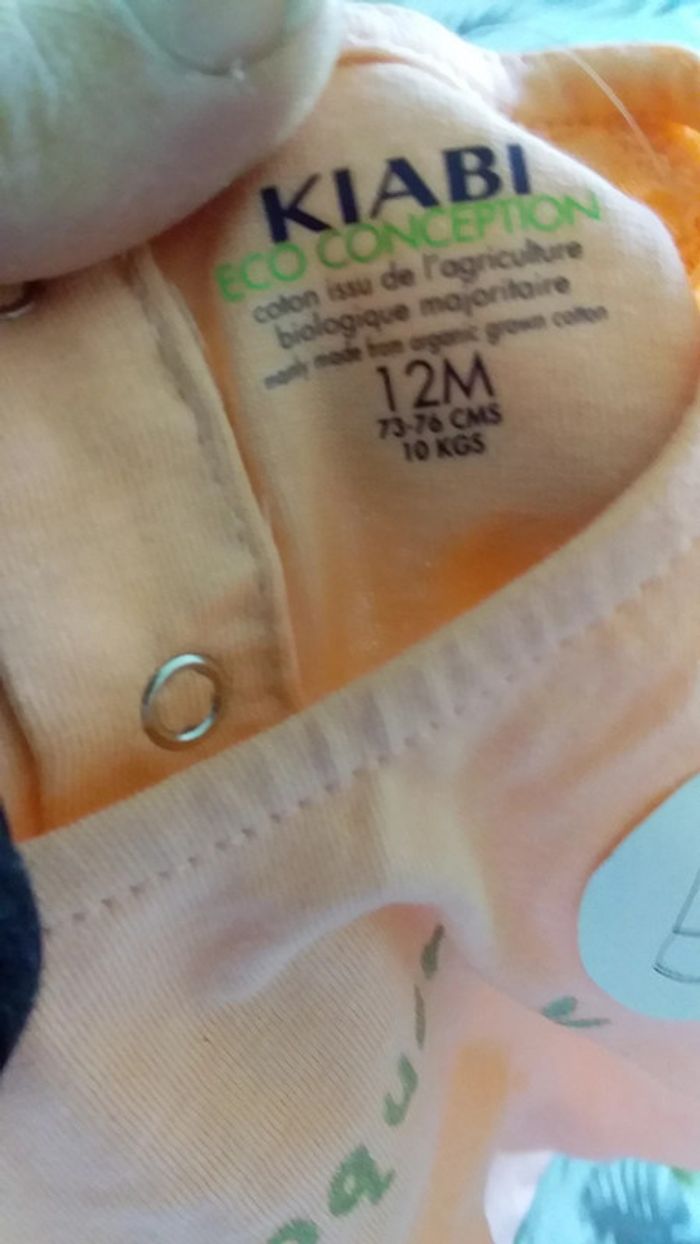 KIABI
ECO CONCEPTION
coton issu de l'agriculture
biologique majoritaire
mainly made from organic grown cotton
12M
73-76 CMS
10 KGS